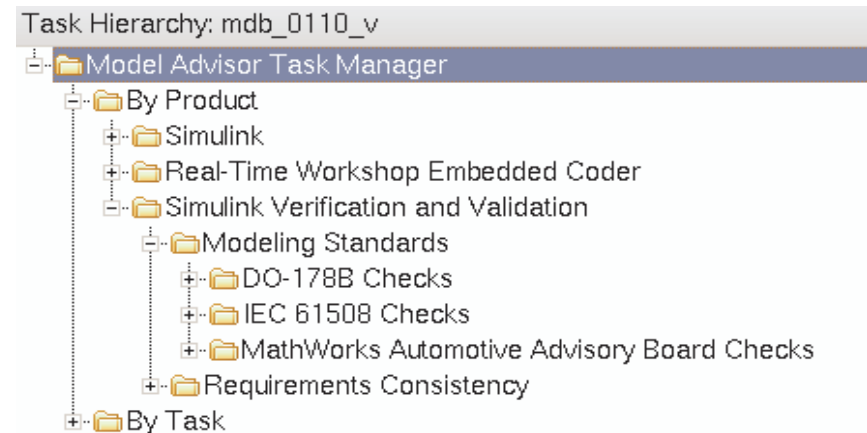 Task Hierarchy: mdb_0110_v
Model Advisor Task Manager
By Product
Simulink
Real-Time Workshop Embedded Coder
Simulink Verification and Validation
Modeling Standards
DO-178B Checks
IEC 61508 Checks
MathWorks Automotive Advisory Board Checks
Requirements Consistency
By Task